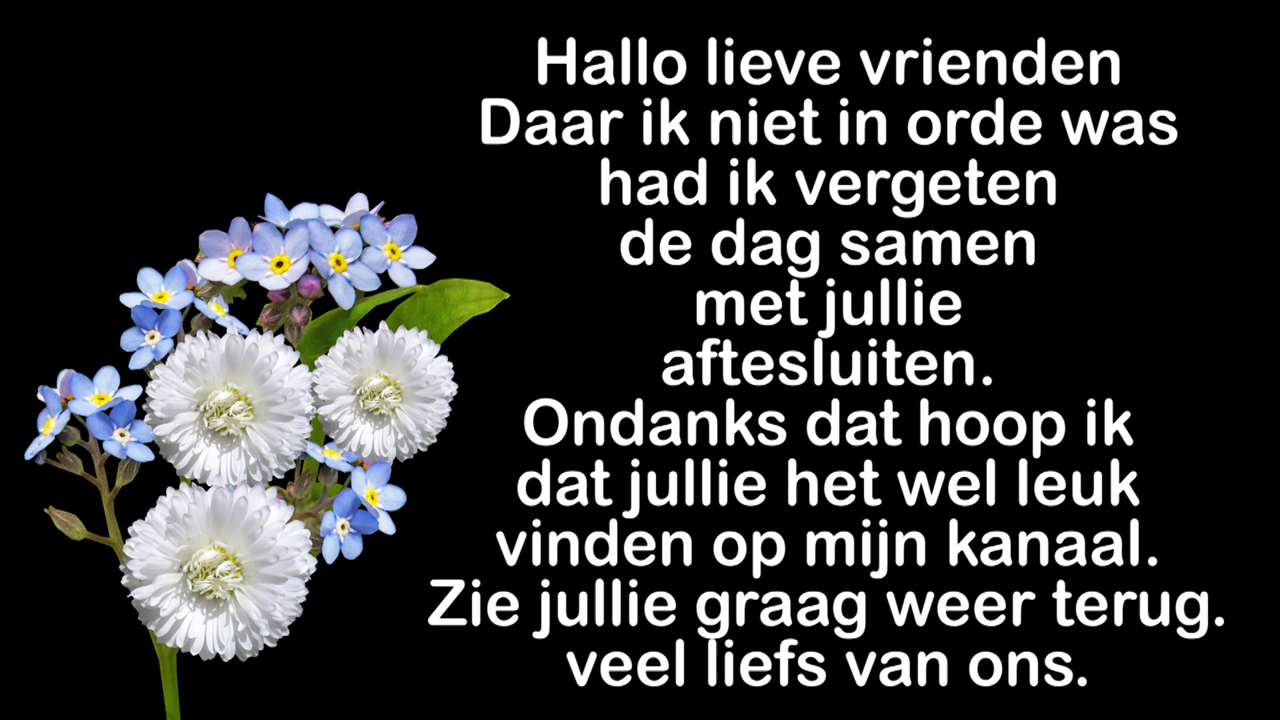 Hallo lieve vrienden
Daar ik niet in orde was
had ik vergeten
de dag samen
met jullie
aftesluiten.
Ondanks dat hoop ik
dat jullie het wel leuk
vinden op mijn kanaal.
Zie jullie graag weer terug.
veel liefs van ons.